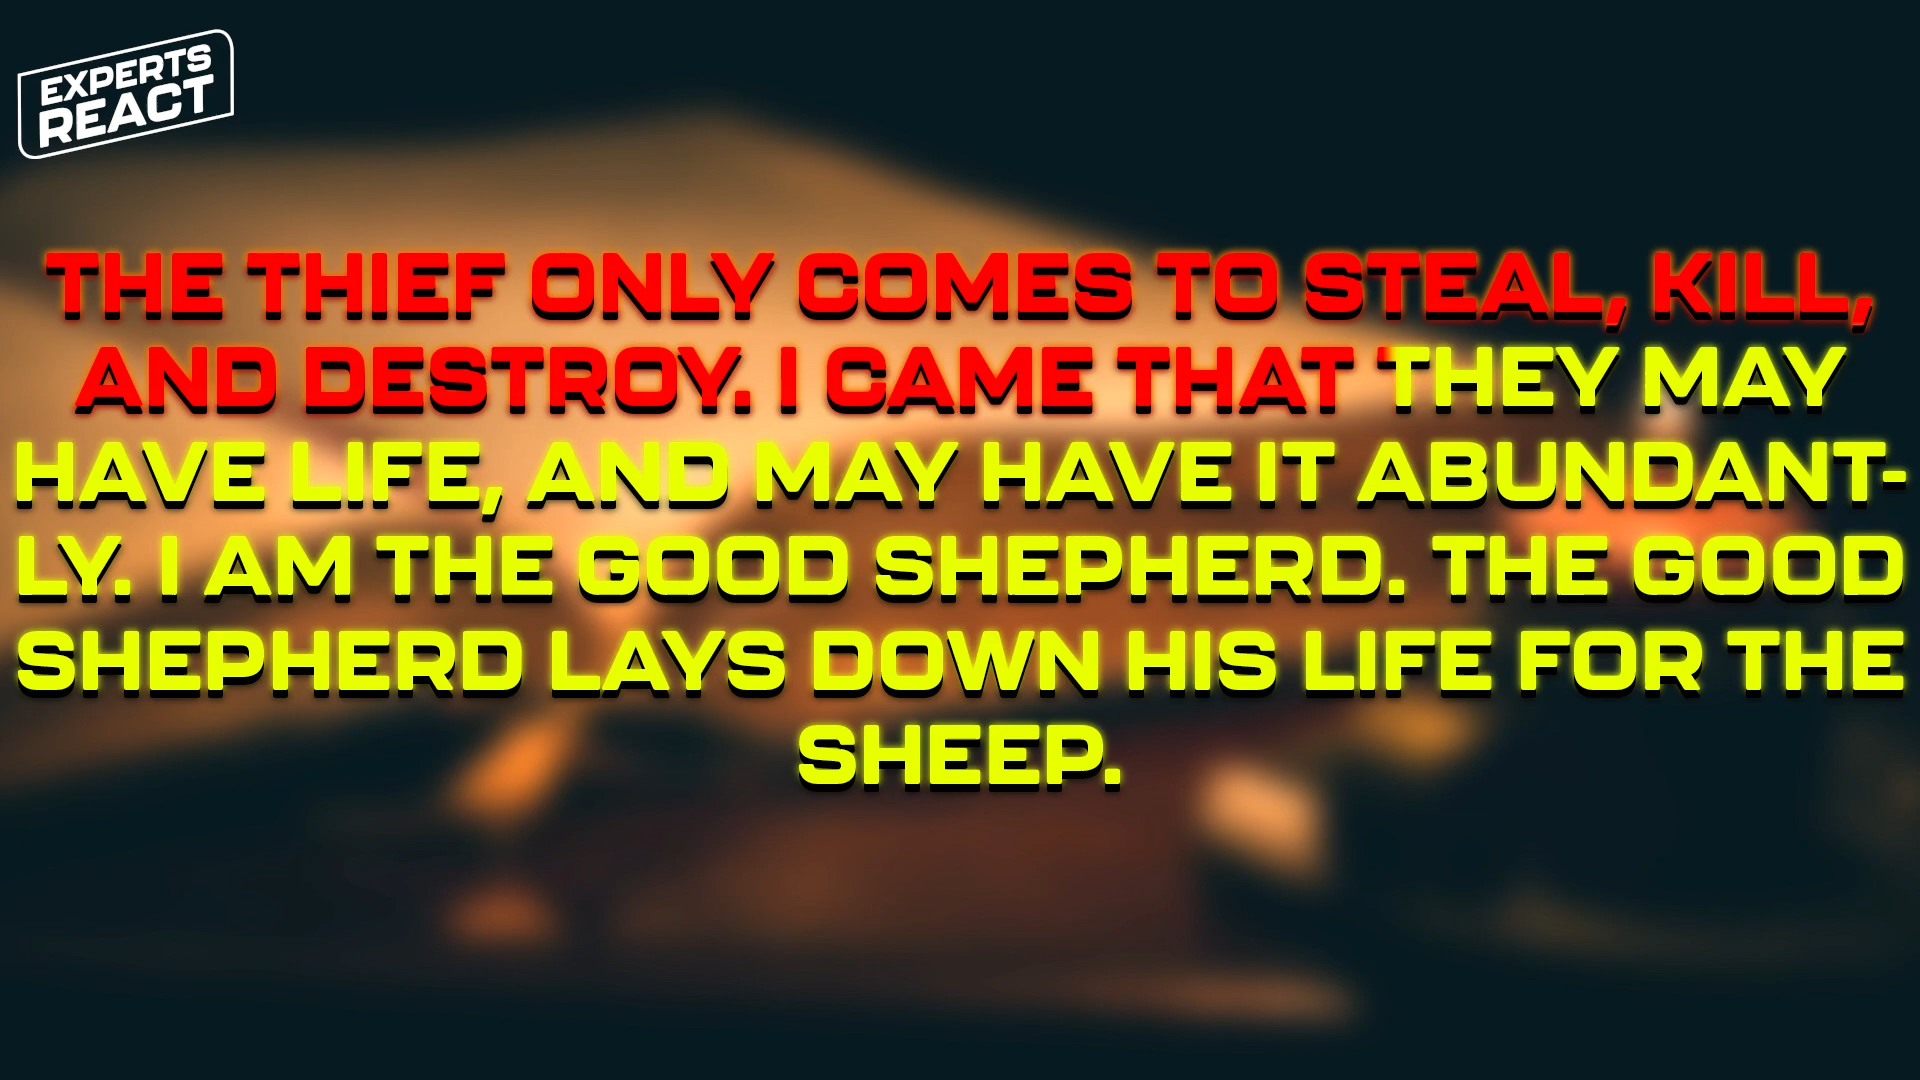 EXPERTS
REACT
THE THIEF ONLY COMES TO STEAL, KILL,
AND DESTROY. I CAME THAT THEY MAY
HAVE LIFE, AND MAY HAVE IT ABUNDANT-
LY. I AM THE GOOD SHEPHERD. THE GOOD
SHEPHERD LAYS DOWN HIS LIFE FOR THE
SHEEP.